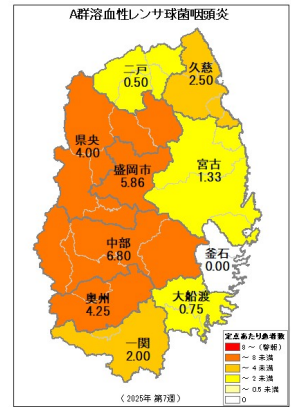 A群溶血性レンサ球菌咽頭炎
二戸
0.50
久慈
2.50
県央
4.00
盛岡市
5.86
宮古
1.33
中部
6.80
釜石
0.00
奥州
4.25
大船渡
0.75
一関
2.00
定点あたり患者数
8 ~ (警報)
~ 8 未満
~ 4 未満
~ 2 未満
~ 0.5 未満
0
( 2025年 第7週 )